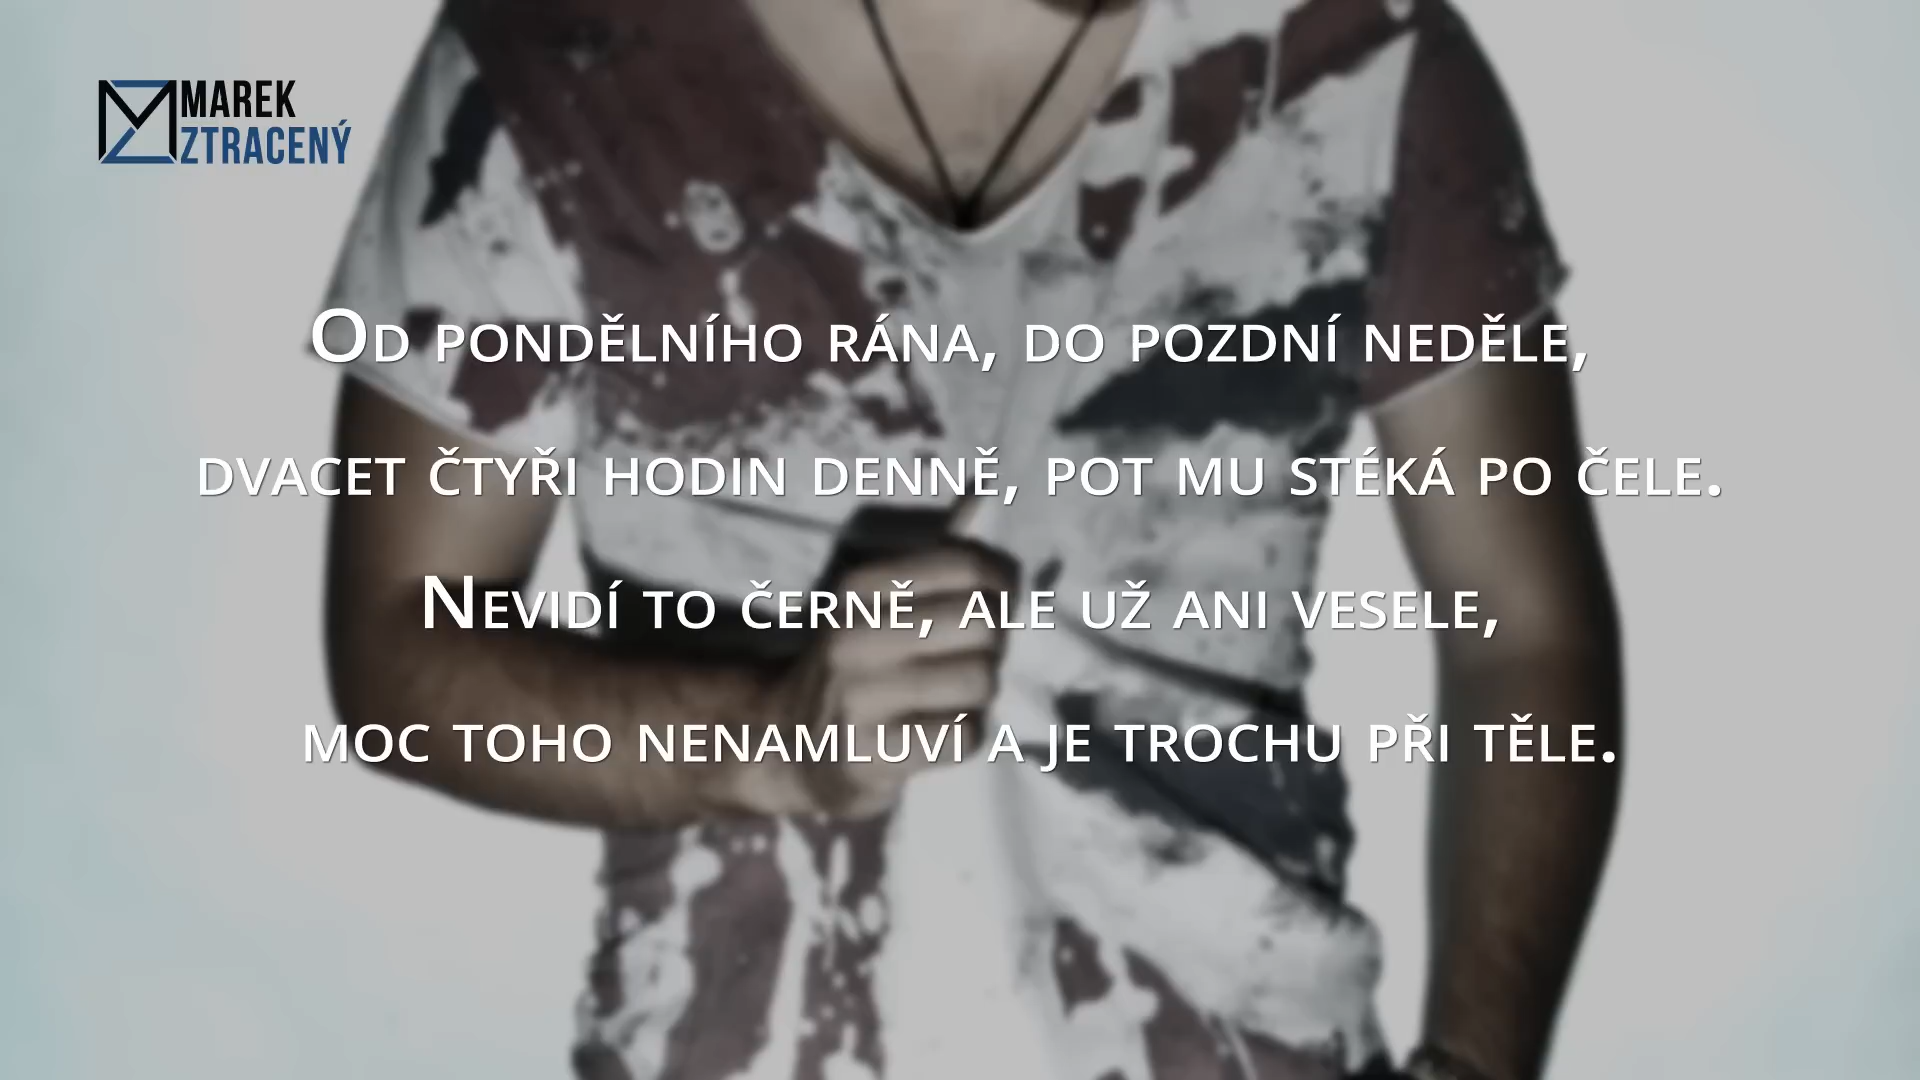 MAREK
ZTRACENÝ
Od pondělního rána, do pozdní neděle,
dvacet čtyři hodin denně, pot mu stéká po čele.
Nevidí to černě, ale už ani vesele,
moc toho nenamluví a je trochu při těle.